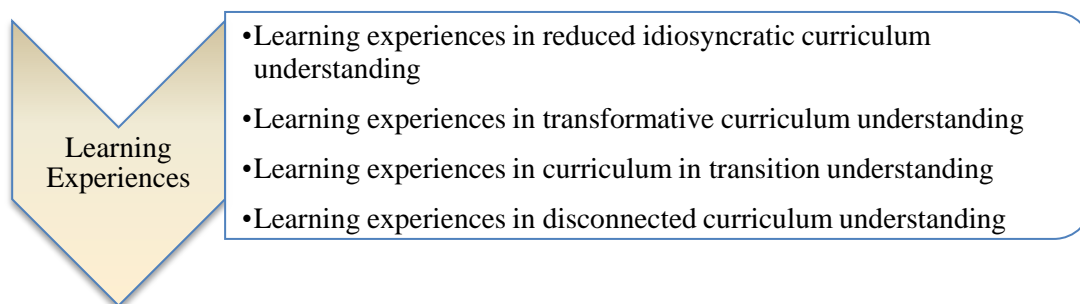 Learning
Experiences
•Learning experiences in reduced idiosyncratic curriculum
understanding
•Learning experiences in transformative curriculum understanding
•Learning experiences in curriculum in transition understanding
•Learning experiences in disconnected curriculum understanding